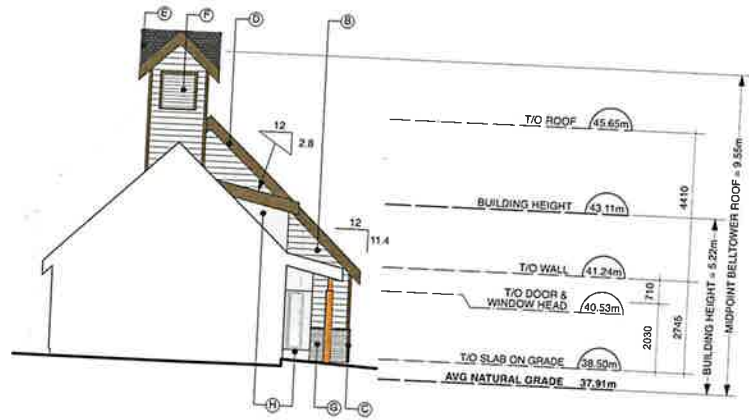 E F D B
12
2.8
12
11.4
T/O ROOF 45.65m
BUILDING HEIGHT 43.11m
T/O WALL 41.24m
T/O DOOR &
WINDOW HEAD 40.53m
T/O SLAB ON GRADE 38.50m
AVG NATURAL GRADE 37.91m
4410
710
2030
2745
BUILDING HEIGHT = 5.22m
MIDPOINT BELLTOWER ROOF = 9.55m
H G C